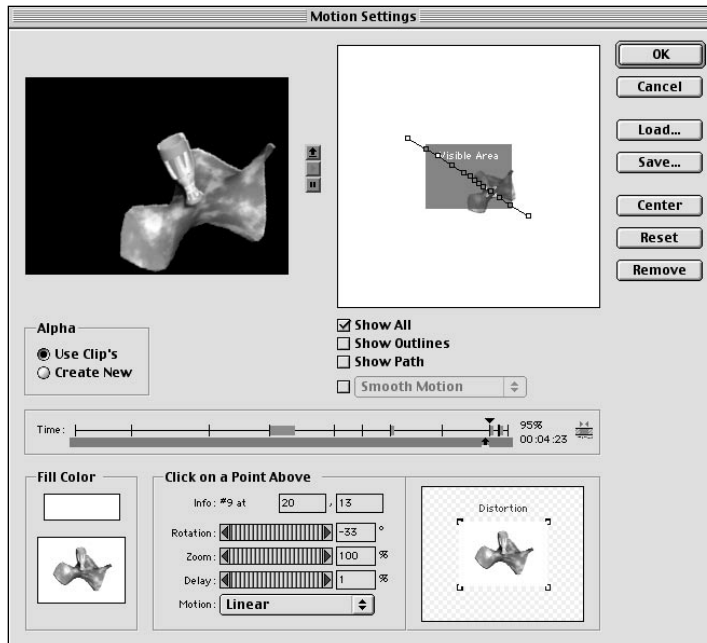 Motion Settings
OK
Cancel
Load...
Save...
Center
Reset
Remove
Visible Area
Alpha
Use Clip's
Create New
Show All
Show Outlines
Show Path
Smooth Motion
Time:
95%
00:04:23
Fill Color
Click on a Point Above
Info: #9 at 20 , 13
Rotation: -33 °
Zoom: 100 %
Delay: 1 %
Motion: Linear
Distortion